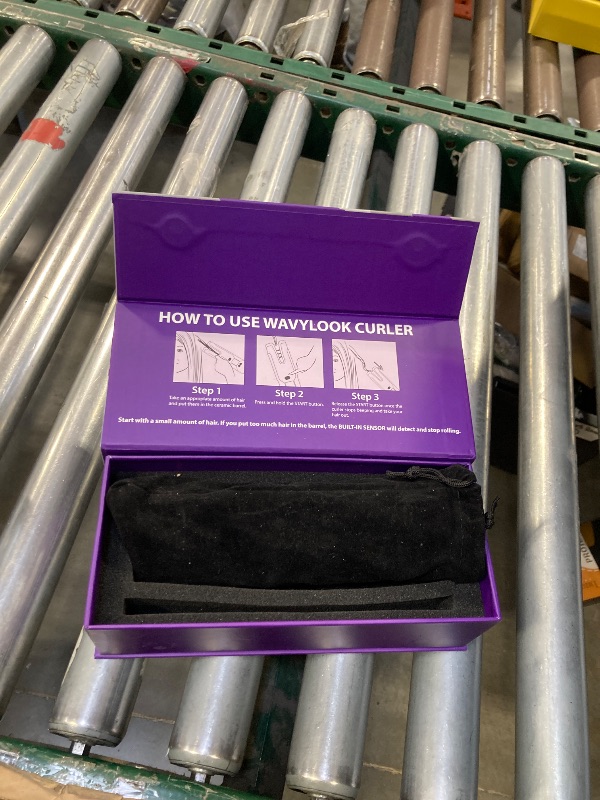 HOW TO USE WAVYLOOK CURLER
Step 1
Take an appropriate amount of hair
and put them in the ceramic barrel.
Step 2
Press and hold the START button.
Step 3
Release the START button once the
curler stops beeping and take your
hair out.
Start with a small amount of hair. If you put too much hair in the barrel, the BUILT-IN SENSOR will detect and stop rolling.